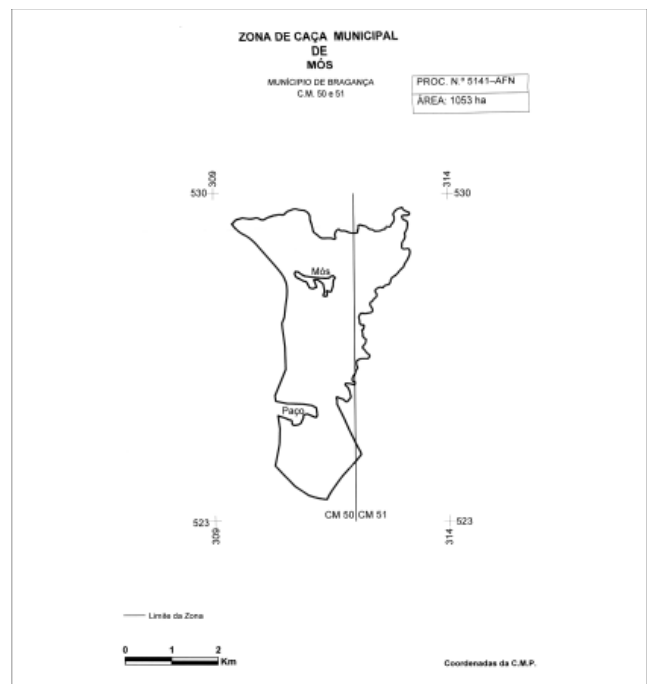 ZONA DE CAÇA MUNICIPAL
DE
MÓS
MUNÍCIPIO DE BRAGANÇA
C.M. 50 e 51
PROC. N.º 5141–AFN
ÁREA: 1053 ha
309
314
530
530
Mós
Paço
CM 50
CM 51
523
523
309
314
Limite da Zona
0 1 2
Km
Coordenadas da C.M.P.